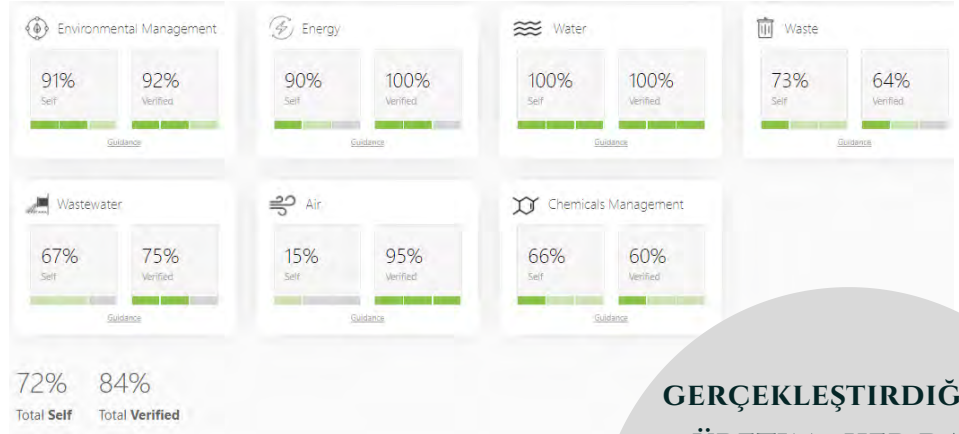 Environmental Management
91%
Self
92%
Verified
Guidance
Energy
90%
Self
100%
Verified
Guidance
Water
100%
Self
100%
Verified
Guidance
Waste
73%
Self
64%
Verified
Guidance
Wastewater
67%
Self
75%
Verified
Guidance
Air
15%
Self
95%
Verified
Guidance
Chemicals Management
66%
Self
60%
Verified
Guidance
72% 84%
Total Self Total Verified
GERÇEKLEŞTIRDIĞ